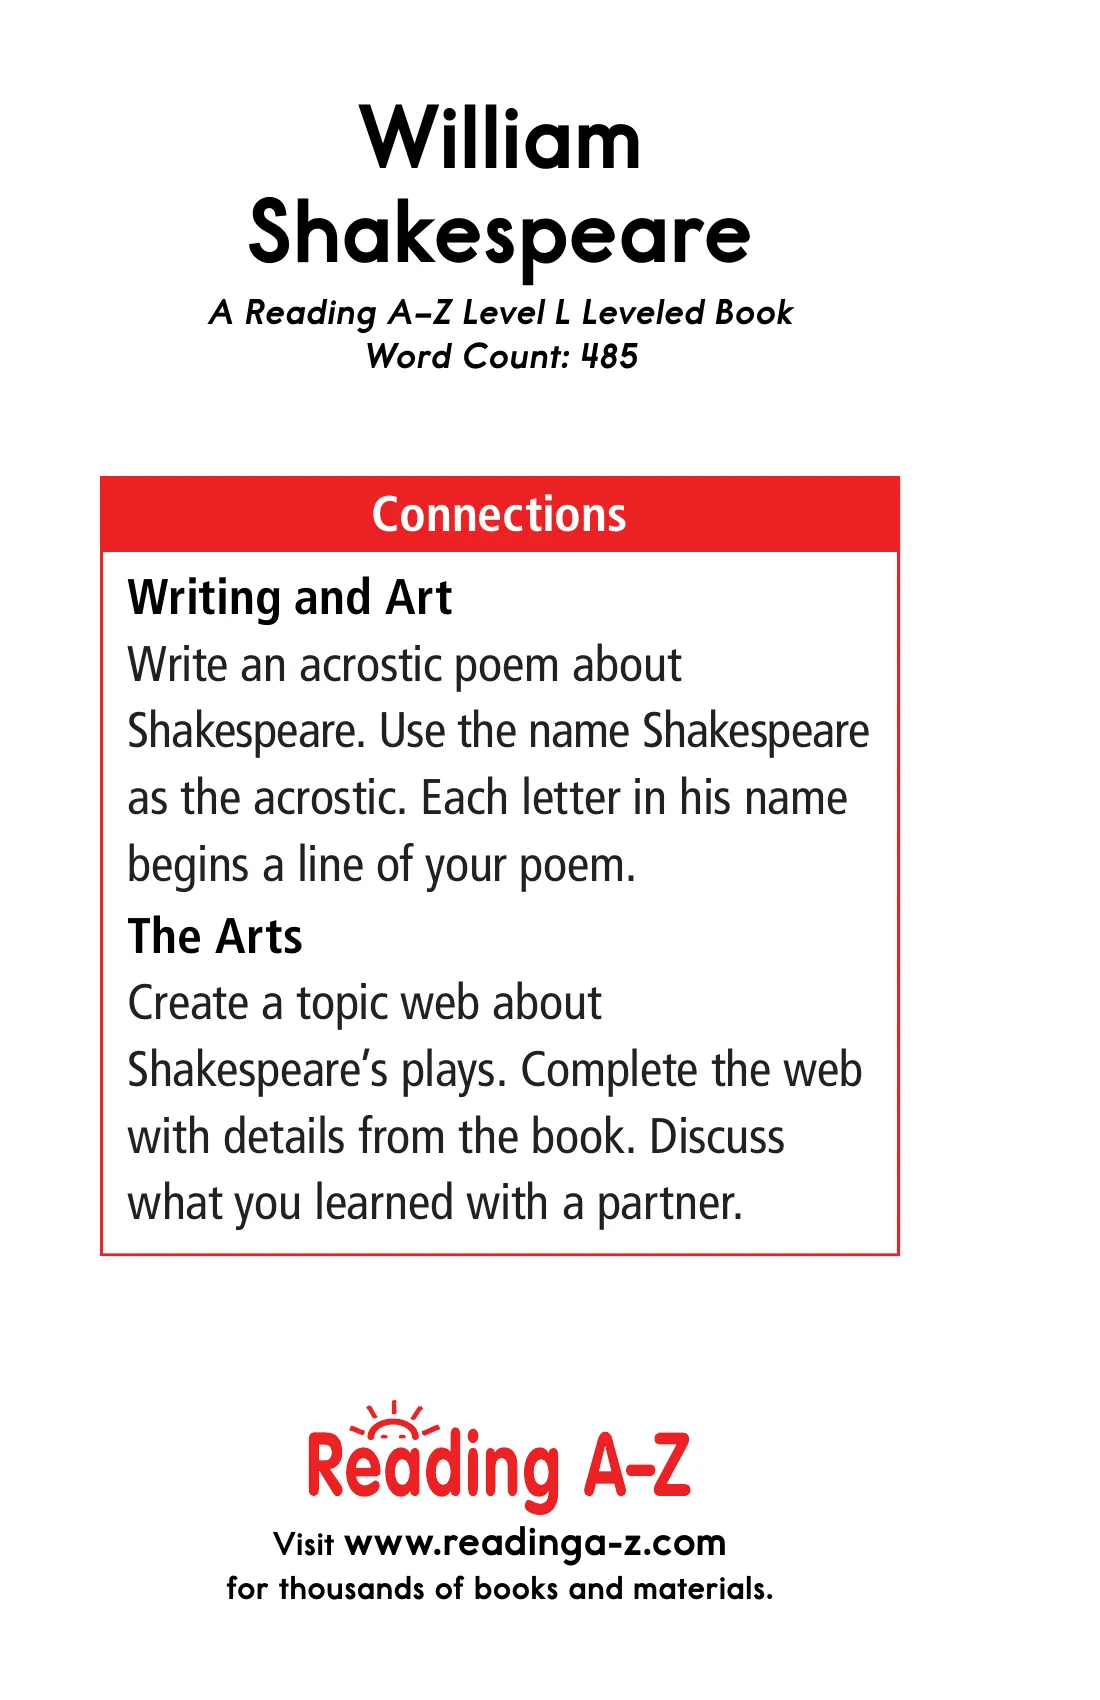 William
Shakespeare
A Reading A–Z Level L Leveled Book
Word Count: 485
Connections
Writing and Art
Write an acrostic poem about
Shakespeare. Use the name Shakespeare
as the acrostic. Each letter in his name
begins a line of your poem.
The Arts
Create a topic web about
Shakespeare’s plays. Complete the web
with details from the book. Discuss
what you learned with a partner.
Reading A–Z
Visit www.readinga-z.com
for thousands of books and materials.